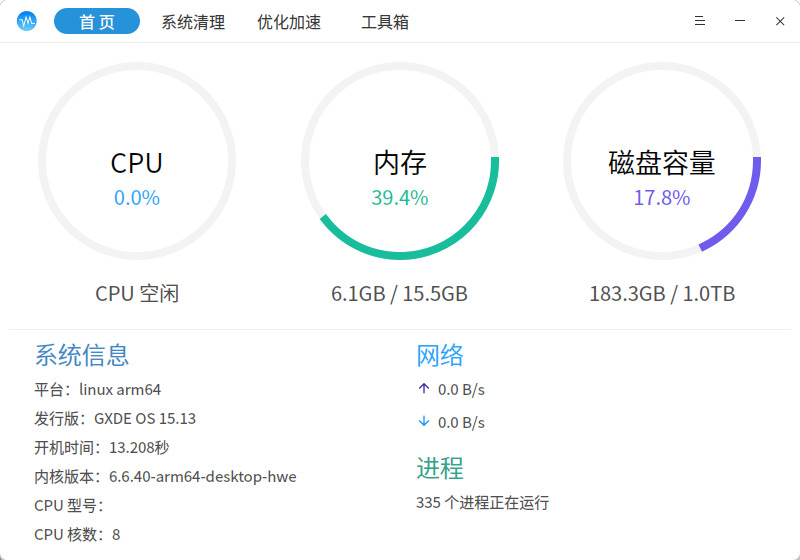 首 页 系统清理 优化加速 工具箱
CPU
0.0%
CPU 空闲
内存
39.4%
6.1GB / 15.5GB
磁盘容量
17.8%
183.3GB / 1.0TB
系统信息
平台：linux arm64
发行版：GXDE OS 15.13
开机时间：13.208秒
内核版本：6.6.40-arm64-desktop-hwe
CPU 型号：
CPU 核数：8
网络
↑ 0.0 B/s
↓ 0.0 B/s
进程
335 个进程正在运行